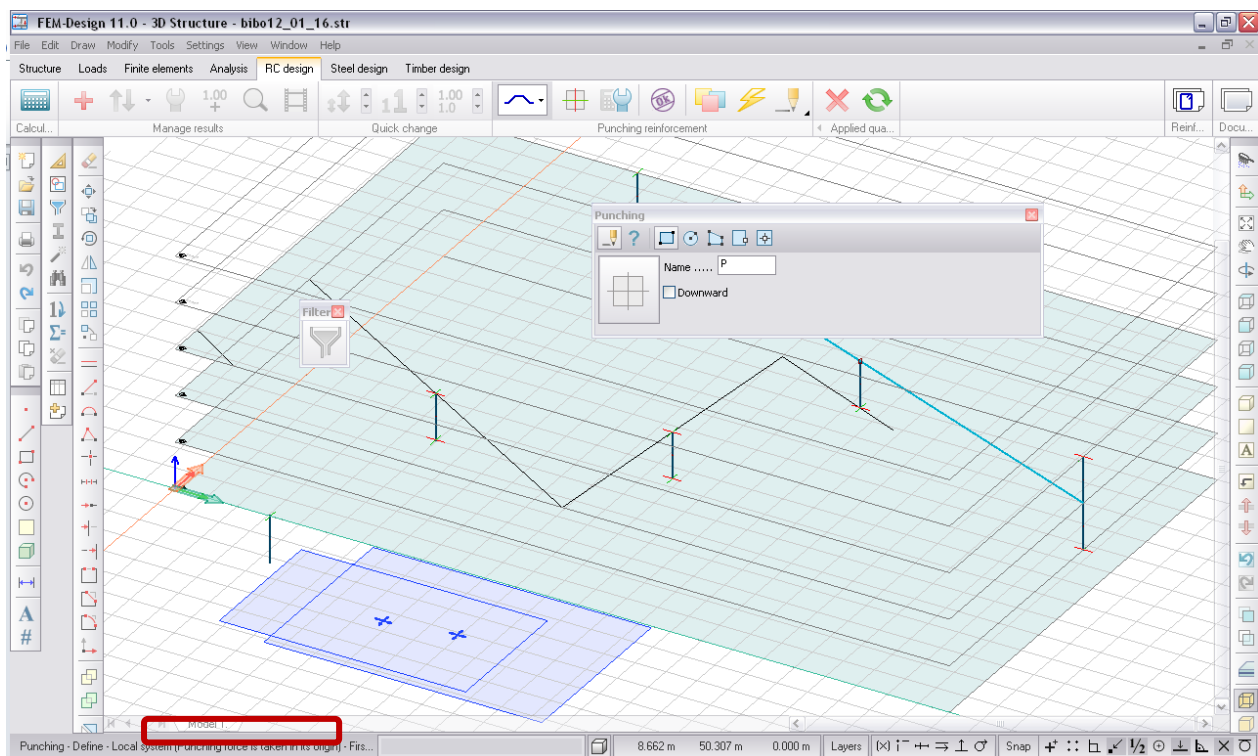 FEM-Design 11.0 - 3D Structure - bibo12_01_16.str
File Edit Draw Modify Tools Settings View Window Help
Structure Loads Finite elements Analysis RC design Steel design Timber design
1.00 1.00
1.0
OK
Calcul... Manage results Quick change Punching reinforcement Applied qua... Reinf... Docu...
Punching
Name ..... P
Downward
Filter
A
A
#
Model 1.
Punching - Define - Local system (Punching force is taken in its origin) - Firs... 8.662 m 50.307 m 0.000 m Layers Snap